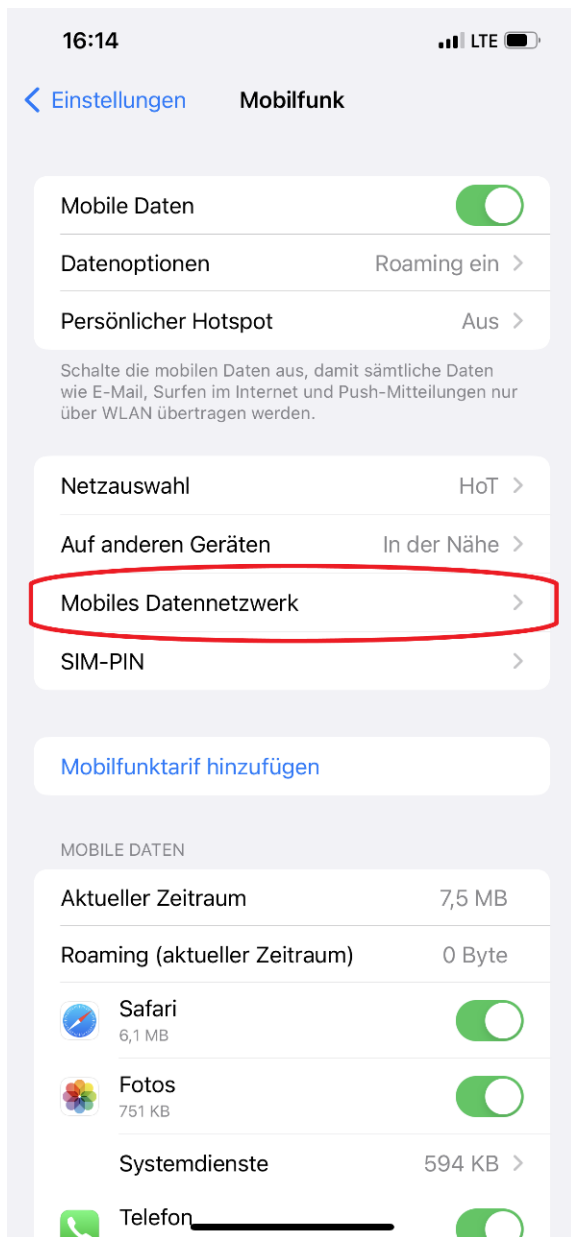 16:14 LTE
Einstellungen Mobilfunk
Mobile Daten
Datenoptionen Roaming ein
Persönlicher Hotspot Aus
Schalte die mobilen Daten aus, damit sämtliche Daten
wie E-Mail, Surfen im Internet und Push-Mitteilungen nur
über WLAN übertragen werden.
Netzauswahl HoT
Auf anderen Geräten In der Nähe
Mobiles Datennetzwerk
SIM-PIN
Mobilfunktarif hinzufügen
MOBILE DATEN
Aktueller Zeitraum 7,5 MB
Roaming (aktueller Zeitraum) 0 Byte
Safari
6,1 MB
Fotos
751 KB
Systemdienste 594 KB
Telefon